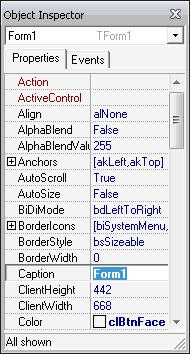 Object Inspector
Form1 TForm1
Properties Events
Action
ActiveControl
Align alNone
AlphaBlend False
AlphaBlendValu 255
Anchors [akLeft,akTop]
AutoScroll True
AutoSize False
BiDiMode bdLeftToRight
BorderIcons [biSystemMenu,
BorderStyle bsSizeable
BorderWidth 0
Caption Form1
ClientHeight 442
ClientWidth 668
Color clBtnFace
All shown